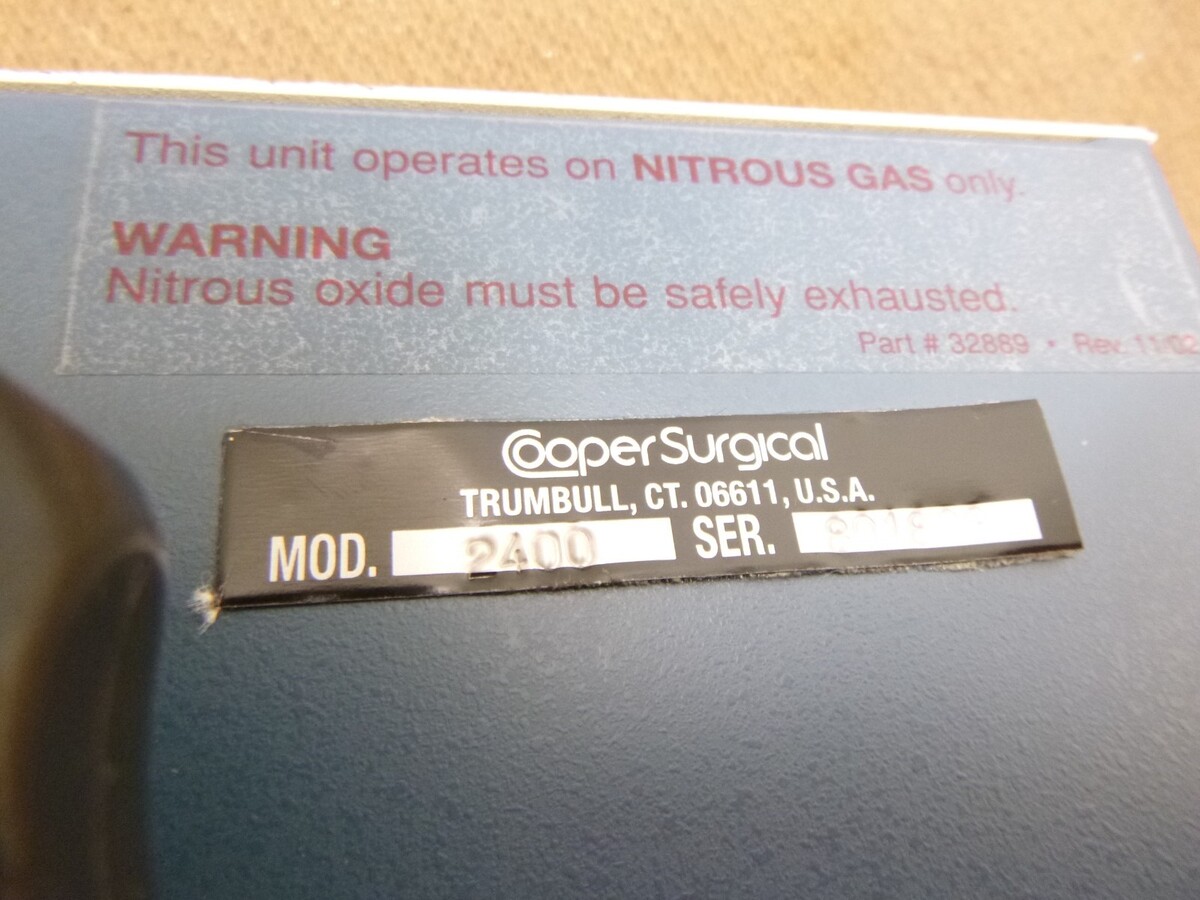 This unit operates on NITROUS GAS only.
WARNING
Nitrous oxide must be safely exhausted.
Part # 32889 • Rev. 11/02
CooperSurgical
TRUMBULL, CT. 06611, U.S.A.
MOD. 2400 SER.